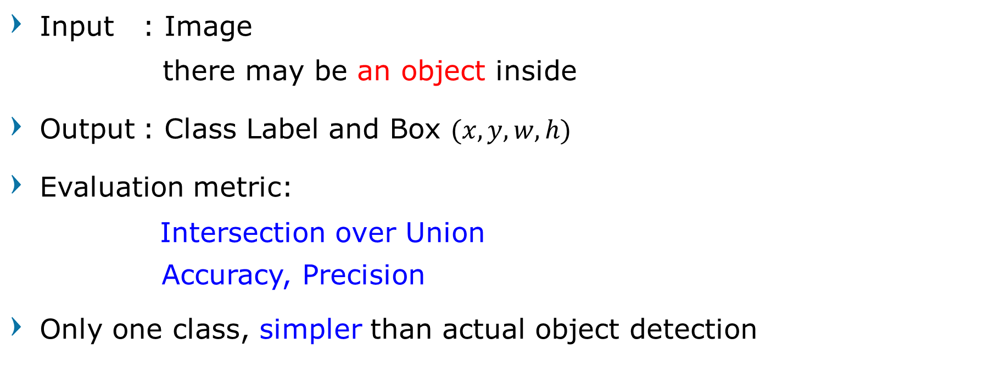 Input : Image
there may be an object inside
Output : Class Label and Box (x, y, w, h)
Evaluation metric:
Intersection over Union
Accuracy, Precision
Only one class, simpler than actual object detection